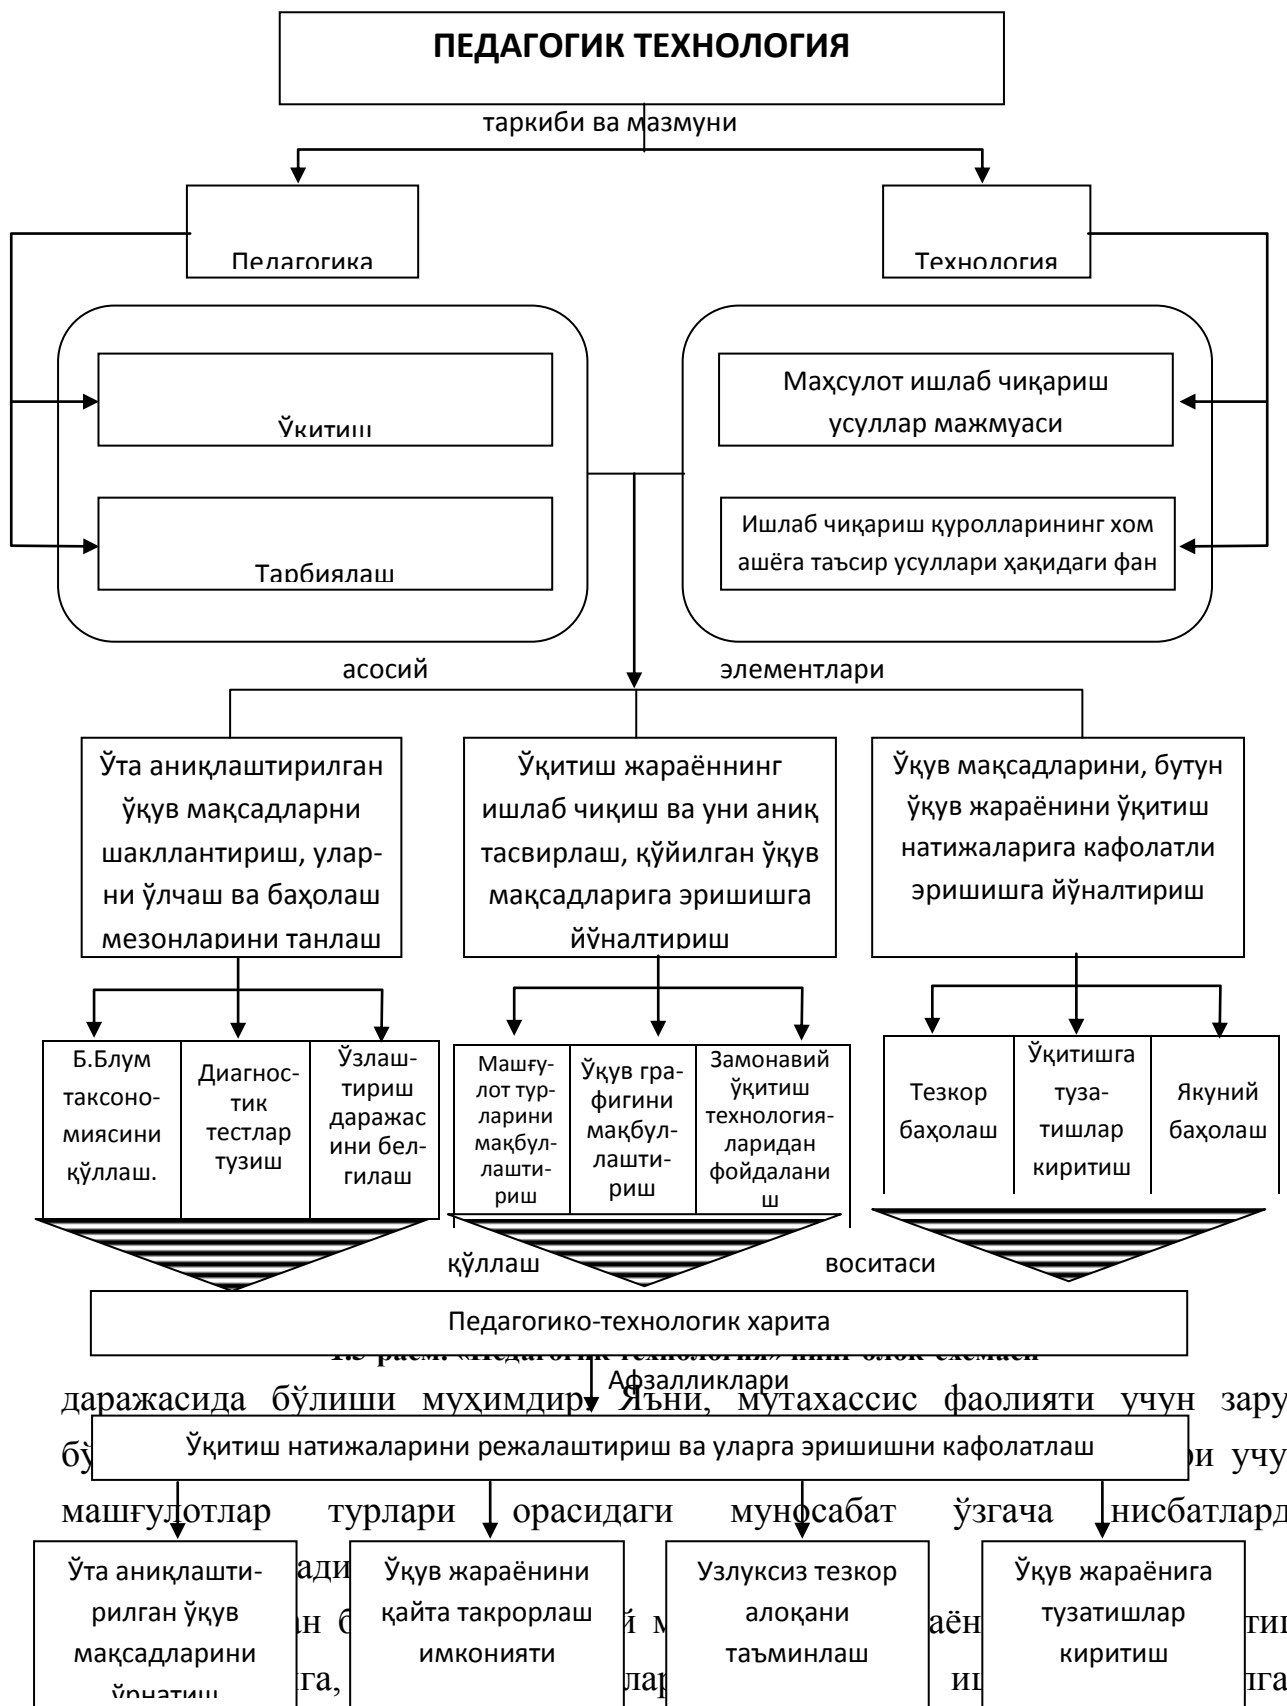 ПЕДАГОГИК ТЕХНОЛОГИЯ
таркиби ва мазмуни
Педагогика
Технология
Ўқитиш
Маҳсулот ишлаб чиқариш
усуллар мажмуаси
Тарбиялаш
Ишлаб чиқариш қуролларининг хом
ашёга таъсир усуллари ҳақидаги фан
асосий
элементлари
Ўта аниқлаштирилган
ўқув мақсадларни
шакллантириш, улар-
ни ўлчаш ва баҳолаш
мезонларини танлаш
Ўқитиш жараённинг
ишлаб чиқиш ва уни аниқ
тасвирлаш, қўйилган ўқув
мақсадларига эришишга
йўналтириш
Ўқув мақсадларини, бутун
ўқув жараёнини ўқитиш
натижаларига кафолатли
эришишга йўналтириш
Б.Блум
таксоно-
миясини
қўллаш.
Диагнос-
тик
тестлар
тузиш
Ўзлаш-
тириш
даражас
ини бел-
гилаш
Машғу-
лот тур-
ларини
мақбул-
лашти-
риш
Ўқув гра-
фигини
мақбул-
лашти-
риш
Замонавий
ўқитиш
технология-
ларидан
фойдалани
ш
Тезкор
баҳолаш
Ўқитишга
туза-
тишлар
киритиш
Якуний
баҳолаш
қўллаш
воситаси
Педагогико-технологик харита
Афзалликлари
даражасида бўлиши муҳимдир. Яъни, мутахассис фаолияти учун зару
Ўқитиш натижаларини режалаштириш ва уларга эришишни кафолатлаш
машғулотлар турлари орасидаги муносабат ўзгача нисбатлард
Ўта аниқлашти-
рилган ўқув
мақсадларини
ўрнатиш
Ўқув жараёнини
қайта такрорлаш
имконияти
Узлуксиз тезкор
алоқани
таъминлаш
Ўқув жараёнига
тузатишлар
киритиш